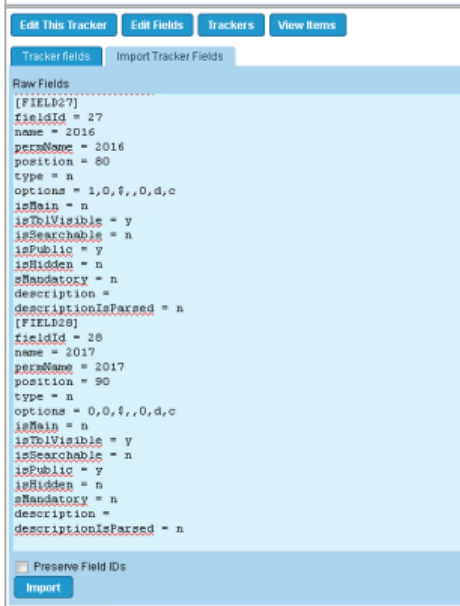 Edit This Tracker Edit Fields Trackers View Items
Tracker fields Import Tracker Fields
Raw Fields
[FIELD27]
fieldId = 27
name = 2016
permName = 2016
position = 80
type = n
options = 1,0,$,,0,d,c
isMain = n
isTblVisible = y
isSearchable = n
isPublic = y
isHidden = n
sMandatory = n
description =
descriptionIsParsed = n
[FIELD28]
fieldId = 28
name = 2017
permName = 2017
position = 90
type = n
options = 0,0,$,,0,d,c
isMain = n
isTblVisible = y
isSearchable = n
isPublic = y
isHidden = n
sMandatory = n
description =
descriptionIsParsed = n
Preserve Field IDs
Import